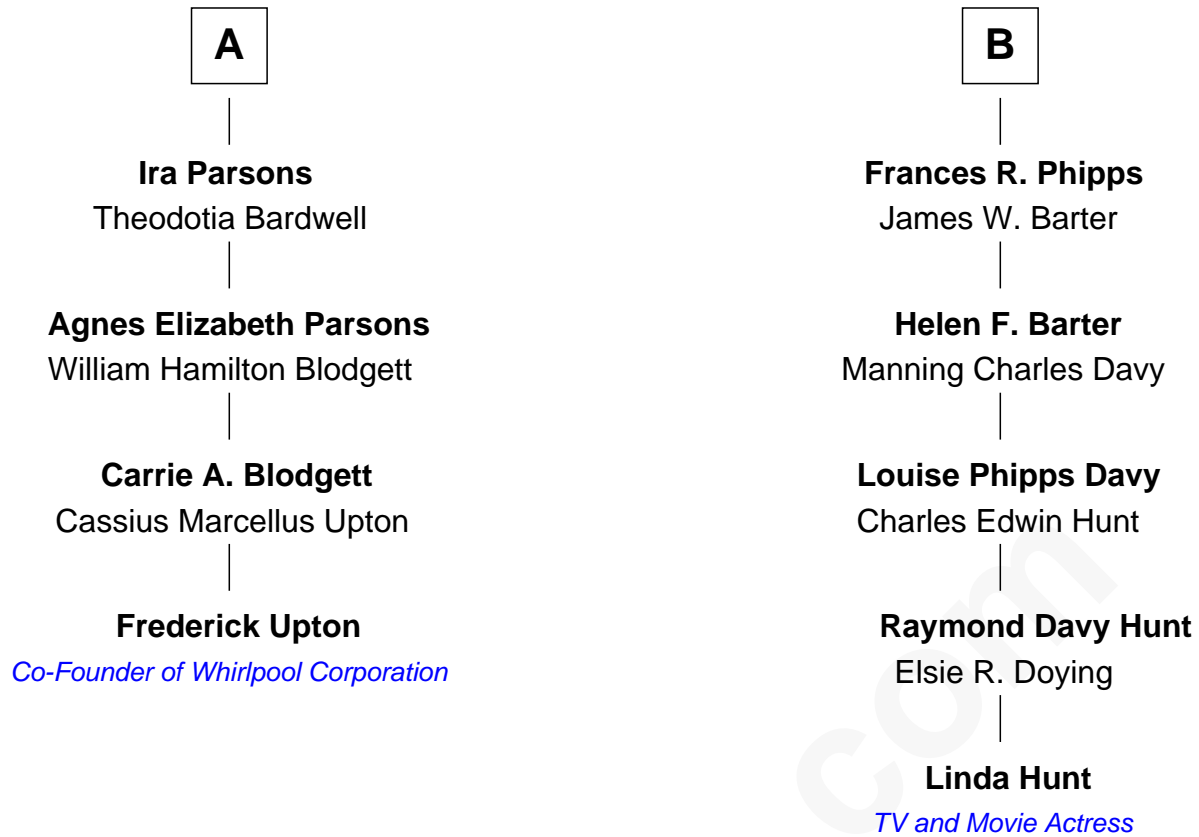 A
Ira Parsons
Theodotia Bardwell
Agnes Elizabeth Parsons
William Hamilton Blodgett
Carrie A. Blodgett
Cassius Marcellus Upton
Frederick Upton
Co-Founder of Whirlpool Corporation
B
Frances R. Phipps
James W. Barter
Helen F. Barter
Manning Charles Davy
Louise Phipps Davy
Charles Edwin Hunt
Raymond Davy Hunt
Elsie R. Doying
Linda Hunt
TV and Movie Actress
com